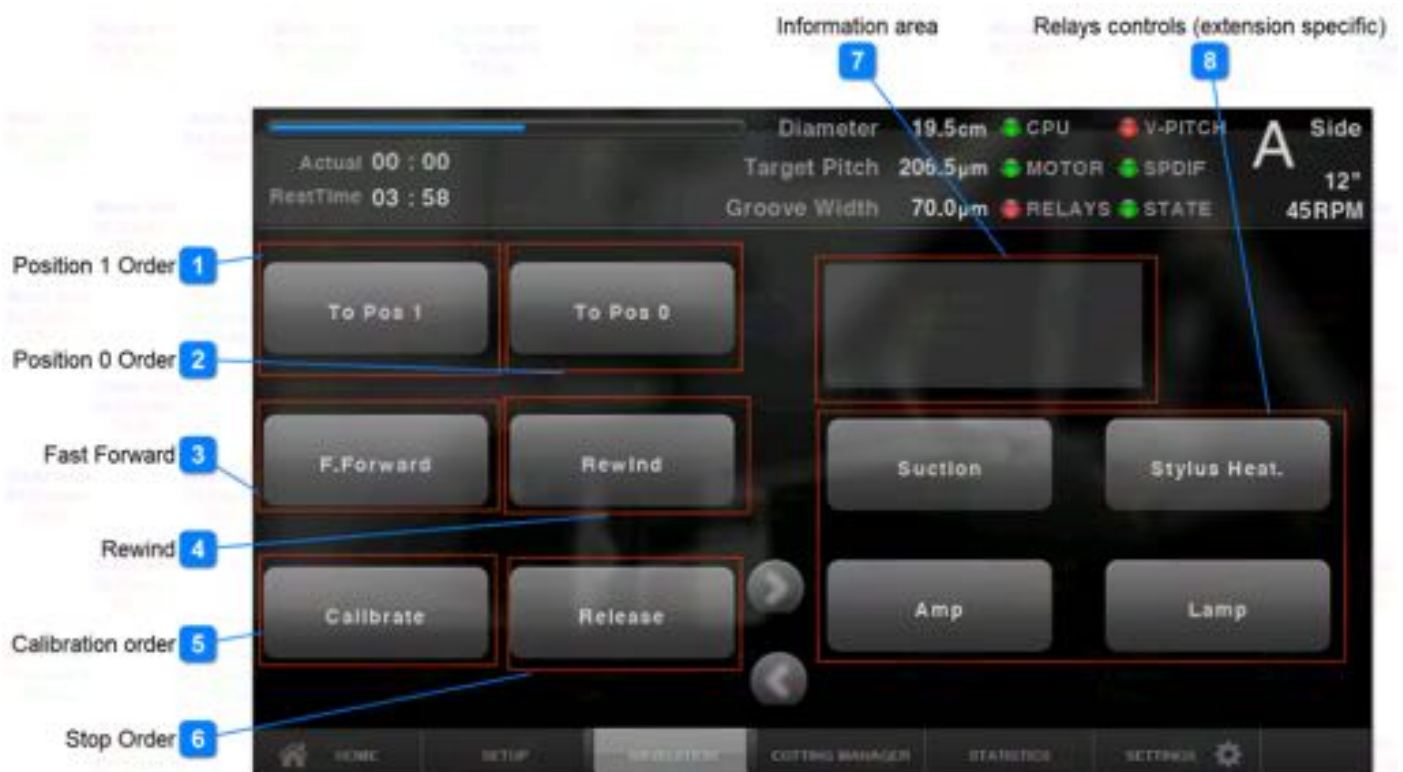 Information area
Relays controls (extension specific)
7
8
Diameter 19.5cm CPU V-PITCH A Side
Actual 00 : 00
Target Pitch 206.5µm MOTOR SPDIF 12"
RestTime 03 : 58
Groove Width 70.0µm RELAYS STATE 45RPM
Position 1 Order 1
To Pos 1
To Pos 0
Position 0 Order 2
Fast Forward 3
F.Forward
Rewind
Suction
Stylus Heat.
Rewind 4
Calibrate
Release
Amp
Lamp
Calibration order 5
Stop Order 6
HOME
SETUP
CUTTING MANAGER
STATISTICS
SETTINGS